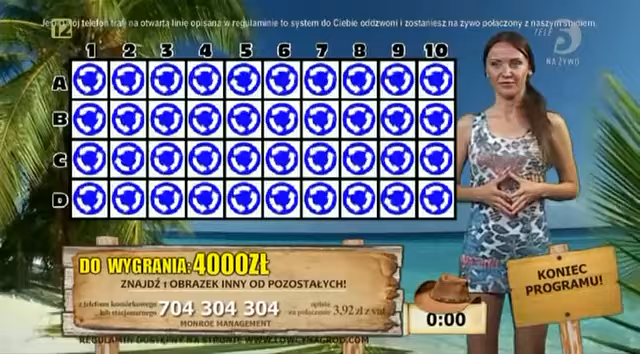 Jeśli Twój telefon trafi na otwartą linię opisana w regulaminie to system do Ciebie oddzwoni i zostaniesz na żywo połączony z naszym studiem.
12
TELE 5
NA ŻYWO
1 2 3 4 5 6 7 8 9 10
A
B
C
D
DO WYGRANIA: 4000ZŁ
ZNAJDŹ 1 OBRAZEK INNY OD POZOSTAŁYCH!
z telefonu komórkowego
lub stacjonarnego
704 304 304
opłata
za połączenie 3,92 zł z vat
MONROE MANAGEMENT
REGULAMIN DOSTĘPNY NA STRONIE WWW.LOWCYNAGROD.COM
0:00
KONIEC
PROGRAMU!